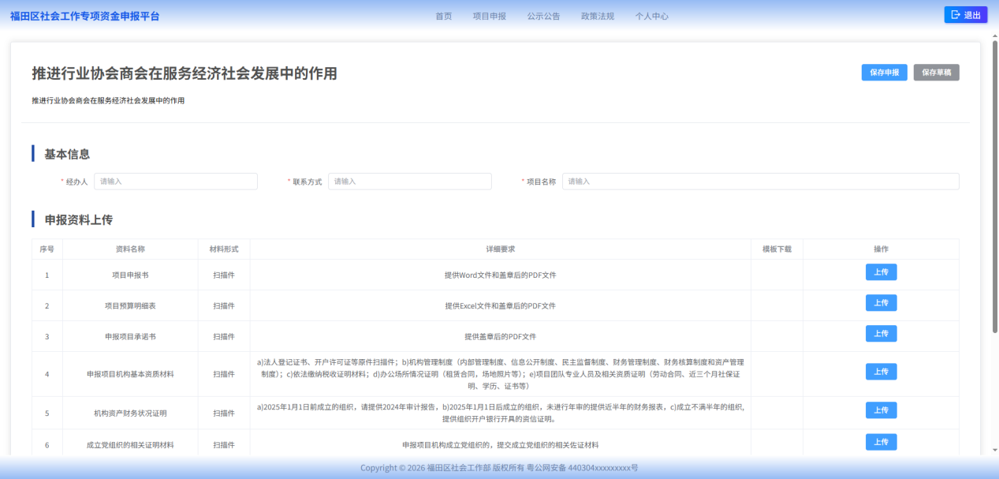 福田区社会工作专项资金申报平台
首页 项目申报 公示公告 政策法规 个人中心
退出
推进行业协会商会在服务经济社会发展中的作用
保存申报 保存草稿
推进行业协会商会在服务经济社会发展中的作用
基本信息
* 经办人 请输入 * 联系方式 请输入 * 项目名称 请输入
申报资料上传
序号 资料名称 材料形式 详细要求 模板下载 操作
1 项目申报书 扫描件 提供Word文件和盖章后的PDF文件 上传
2 项目预算明细表 扫描件 提供Excel文件和盖章后的PDF文件 上传
3 申报项目承诺书 扫描件 提供盖章后的PDF文件 上传
a)法人登记证书、开户许可证等原件扫描件；b)机构管理制度（内部管理制度、信息公开制度、民主监督制度、财务管理制度、财务核算制度和资产管理
4 申报项目机构基本资质材料 扫描件 制度）；c)依法缴纳税收证明材料；d)办公场所情况证明（租赁合同，场地照片等）；e)项目团队专业人员及相关资质证明（劳动合同、近三个月社保证 上传
明、学历、证书等）
a)2025年1月1日前成立的组织，请提供2024年审计报告，b)2025年1月1日后成立的组织，未进行年审的提供近半年的财务报表，c)成立不满半年的组织,
5 机构资产财务状况证明 扫描件 提供组织开户银行开具的资信证明。 上传
6 成立党组织的相关证明材料 扫描件 申报项目机构成立党组织的，提交成立党组织的相关佐证材料 上传
Copyright © 2026 福田区社会工作部 版权所有 粤公网安备 440304xxxxxxxxx号